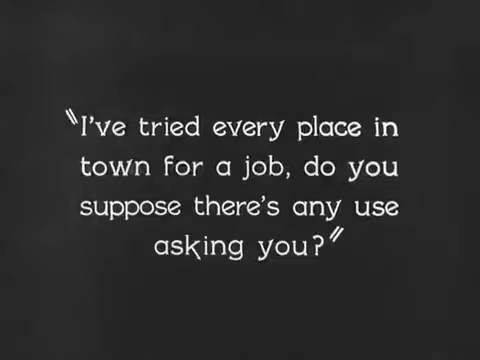 "I've tried every place in
town for a job, do you
suppose there's any use
asking you?"